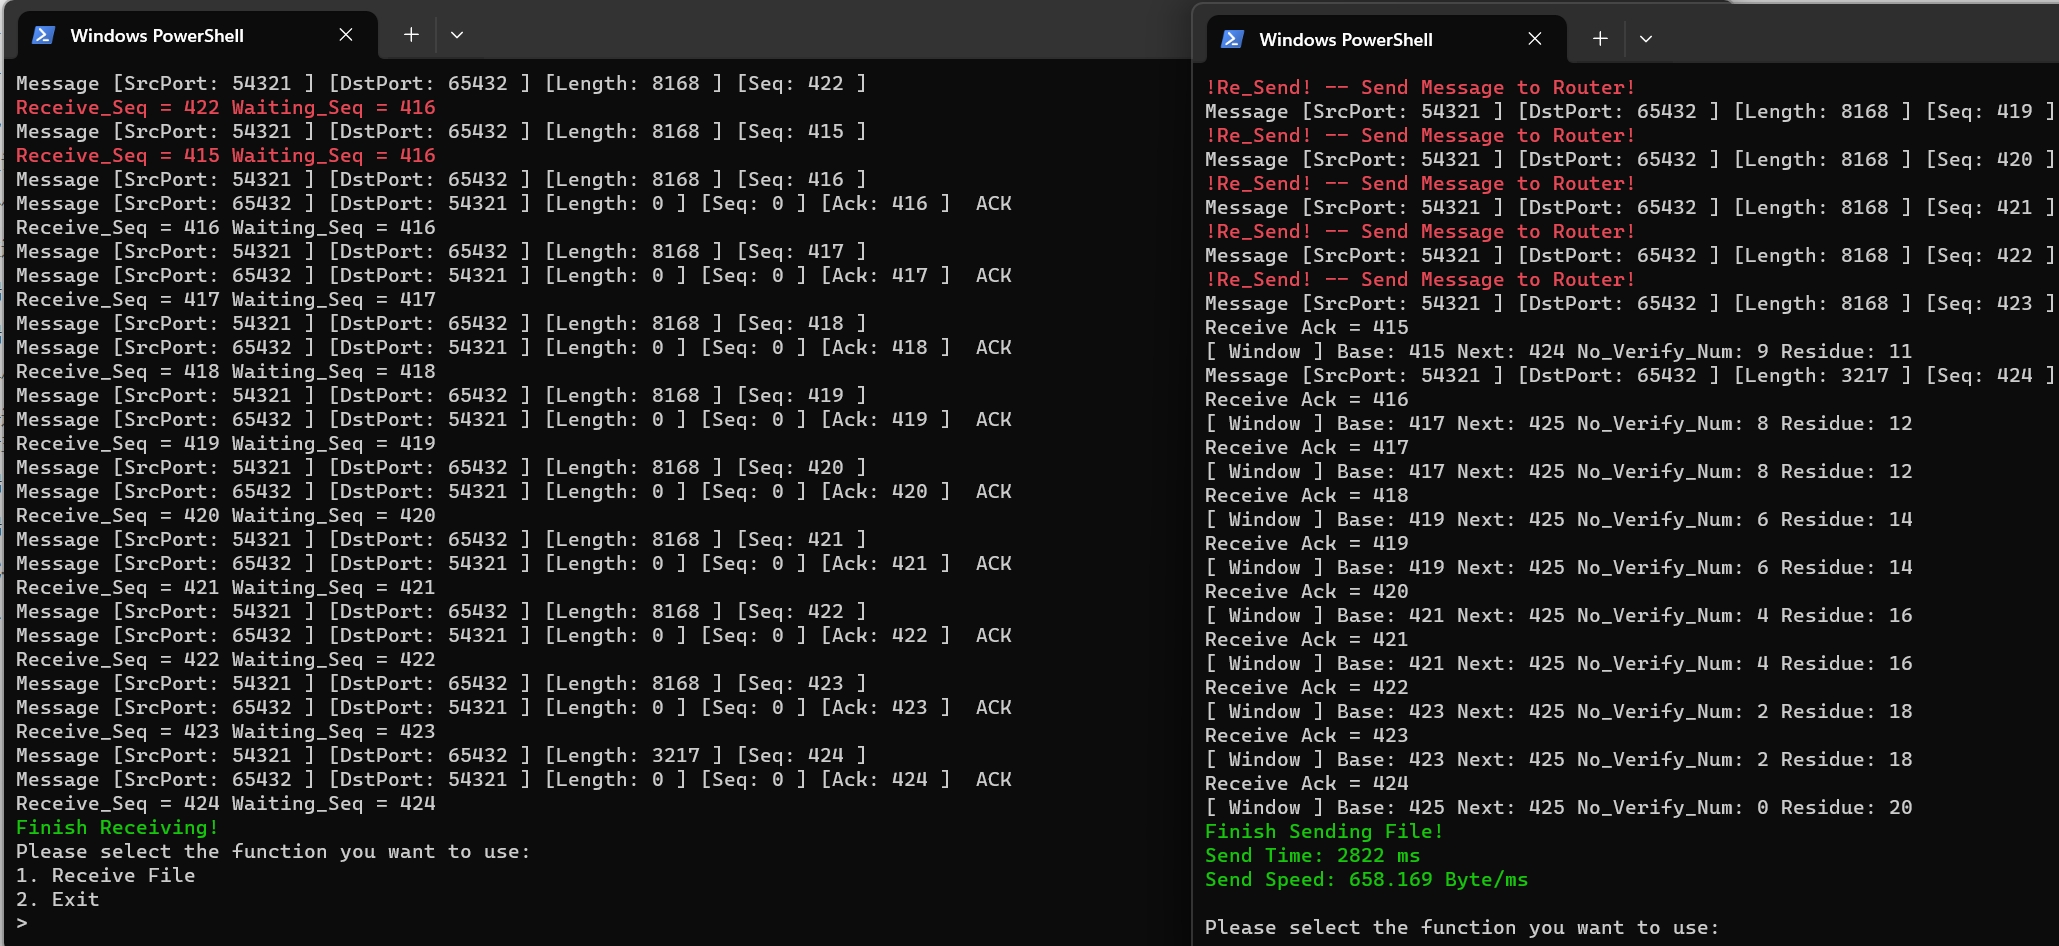 Windows PowerShell
Message [SrcPort: 54321 ] [DstPort: 65432 ] [Length: 8168 ] [Seq: 422 ]
Receive_Seq = 422 Waiting_Seq = 416
Message [SrcPort: 54321 ] [DstPort: 65432 ] [Length: 8168 ] [Seq: 415 ]
Receive_Seq = 415 Waiting_Seq = 416
Message [SrcPort: 54321 ] [DstPort: 65432 ] [Length: 8168 ] [Seq: 416 ]
Message [SrcPort: 65432 ] [DstPort: 54321 ] [Length: 0 ] [Seq: 0 ] [Ack: 416 ]  ACK
Receive_Seq = 416 Waiting_Seq = 416
Message [SrcPort: 54321 ] [DstPort: 65432 ] [Length: 8168 ] [Seq: 417 ]
Message [SrcPort: 65432 ] [DstPort: 54321 ] [Length: 0 ] [Seq: 0 ] [Ack: 417 ]  ACK
Receive_Seq = 417 Waiting_Seq = 417
Message [SrcPort: 54321 ] [DstPort: 65432 ] [Length: 8168 ] [Seq: 418 ]
Message [SrcPort: 65432 ] [DstPort: 54321 ] [Length: 0 ] [Seq: 0 ] [Ack: 418 ]  ACK
Receive_Seq = 418 Waiting_Seq = 418
Message [SrcPort: 54321 ] [DstPort: 65432 ] [Length: 8168 ] [Seq: 419 ]
Message [SrcPort: 65432 ] [DstPort: 54321 ] [Length: 0 ] [Seq: 0 ] [Ack: 419 ]  ACK
Receive_Seq = 419 Waiting_Seq = 419
Message [SrcPort: 54321 ] [DstPort: 65432 ] [Length: 8168 ] [Seq: 420 ]
Message [SrcPort: 65432 ] [DstPort: 54321 ] [Length: 0 ] [Seq: 0 ] [Ack: 420 ]  ACK
Receive_Seq = 420 Waiting_Seq = 420
Message [SrcPort: 54321 ] [DstPort: 65432 ] [Length: 8168 ] [Seq: 421 ]
Message [SrcPort: 65432 ] [DstPort: 54321 ] [Length: 0 ] [Seq: 0 ] [Ack: 421 ]  ACK
Receive_Seq = 421 Waiting_Seq = 421
Message [SrcPort: 54321 ] [DstPort: 65432 ] [Length: 8168 ] [Seq: 422 ]
Message [SrcPort: 65432 ] [DstPort: 54321 ] [Length: 0 ] [Seq: 0 ] [Ack: 422 ]  ACK
Receive_Seq = 422 Waiting_Seq = 422
Message [SrcPort: 54321 ] [DstPort: 65432 ] [Length: 8168 ] [Seq: 423 ]
Message [SrcPort: 65432 ] [DstPort: 54321 ] [Length: 0 ] [Seq: 0 ] [Ack: 423 ]  ACK
Receive_Seq = 423 Waiting_Seq = 423
Message [SrcPort: 54321 ] [DstPort: 65432 ] [Length: 3217 ] [Seq: 424 ]
Message [SrcPort: 65432 ] [DstPort: 54321 ] [Length: 0 ] [Seq: 0 ] [Ack: 424 ]  ACK
Receive_Seq = 424 Waiting_Seq = 424
Finish Receiving!
Please select the function you want to use:
1. Receive File
2. Exit
>
Windows PowerShell
!Re_Send! -- Send Message to Router!
Message [SrcPort: 54321 ] [DstPort: 65432 ] [Length: 8168 ] [Seq: 419 ]
!Re_Send! -- Send Message to Router!
Message [SrcPort: 54321 ] [DstPort: 65432 ] [Length: 8168 ] [Seq: 420 ]
!Re_Send! -- Send Message to Router!
Message [SrcPort: 54321 ] [DstPort: 65432 ] [Length: 8168 ] [Seq: 421 ]
!Re_Send! -- Send Message to Router!
Message [SrcPort: 54321 ] [DstPort: 65432 ] [Length: 8168 ] [Seq: 422 ]
!Re_Send! -- Send Message to Router!
Message [SrcPort: 54321 ] [DstPort: 65432 ] [Length: 8168 ] [Seq: 423 ]
Receive Ack = 415
[ Window ] Base: 415 Next: 424 No_Verify_Num: 9 Residue: 11
Message [SrcPort: 54321 ] [DstPort: 65432 ] [Length: 3217 ] [Seq: 424 ]
Receive Ack = 416
[ Window ] Base: 417 Next: 425 No_Verify_Num: 8 Residue: 12
Receive Ack = 417
[ Window ] Base: 417 Next: 425 No_Verify_Num: 8 Residue: 12
Receive Ack = 418
[ Window ] Base: 419 Next: 425 No_Verify_Num: 6 Residue: 14
Receive Ack = 419
[ Window ] Base: 419 Next: 425 No_Verify_Num: 6 Residue: 14
Receive Ack = 420
[ Window ] Base: 421 Next: 425 No_Verify_Num: 4 Residue: 16
Receive Ack = 421
[ Window ] Base: 421 Next: 425 No_Verify_Num: 4 Residue: 16
Receive Ack = 422
[ Window ] Base: 423 Next: 425 No_Verify_Num: 2 Residue: 18
Receive Ack = 423
[ Window ] Base: 423 Next: 425 No_Verify_Num: 2 Residue: 18
Receive Ack = 424
[ Window ] Base: 425 Next: 425 No_Verify_Num: 0 Residue: 20
Finish Sending File!
Send Time: 2822 ms
Send Speed: 658.169 Byte/ms
Please select the function you want to use: